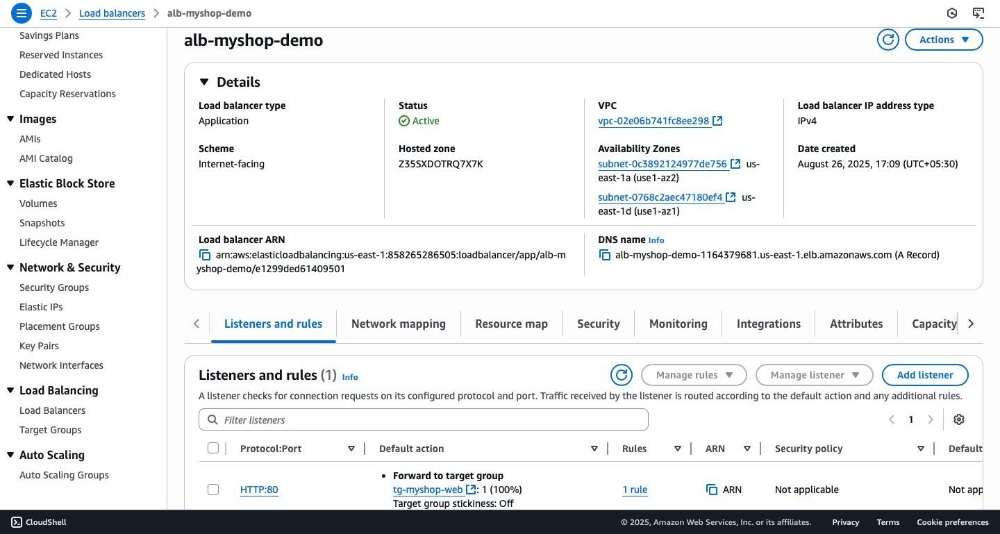 EC2 > Load balancers > alb-myshop-demo
Savings Plans
Reserved Instances
Dedicated Hosts
Capacity Reservations
Images
AMIs
AMI Catalog
Elastic Block Store
Volumes
Snapshots
Lifecycle Manager
Network & Security
Security Groups
Elastic IPs
Placement Groups
Key Pairs
Network Interfaces
Load Balancing
Load Balancers
Target Groups
Auto Scaling
Auto Scaling Groups
alb-myshop-demo
Actions
Details
Load balancer type
Application
Status
Active
VPC
vpc-02e06b741fc8ee298
Load balancer IP address type
IPv4
Scheme
Internet-facing
Hosted zone
Z35SXDOTRQ7X7K
Availability Zones
subnet-0c3892124977de756 us-
east-1a (use1-az2)
subnet-0768c2aec47180ef4 us-
east-1d (use1-az1)
Date created
August 26, 2025, 17:09 (UTC+05:30)
Load balancer ARN
arn:aws:elasticloadbalancing:us-east-1:858265286505:loadbalancer/app/alb-m
yshop-demo/e1299ded61409501
DNS name Info
alb-myshop-demo-1164379681.us-east-1.elb.amazonaws.com (A Record)
Listeners and rules
Network mapping
Resource map
Security
Monitoring
Integrations
Attributes
Capacity
Listeners and rules (1) Info
Manage rules
Manage listener
Add listener
A listener checks for connection requests on its configured protocol and port. Traffic received by the listener is routed according to the default action and any additional rules.
Filter listeners
1
Protocol:Port
Default action
Rules
ARN
Security policy
Default
HTTP:80
• Forward to target group
tg-myshop-web : 1 (100%)
Target group stickiness: Off
1 rule
ARN
Not applicable
Not app
CloudShell
© 2025, Amazon Web Services, Inc. or its affiliates.
Privacy
Terms
Cookie preferences